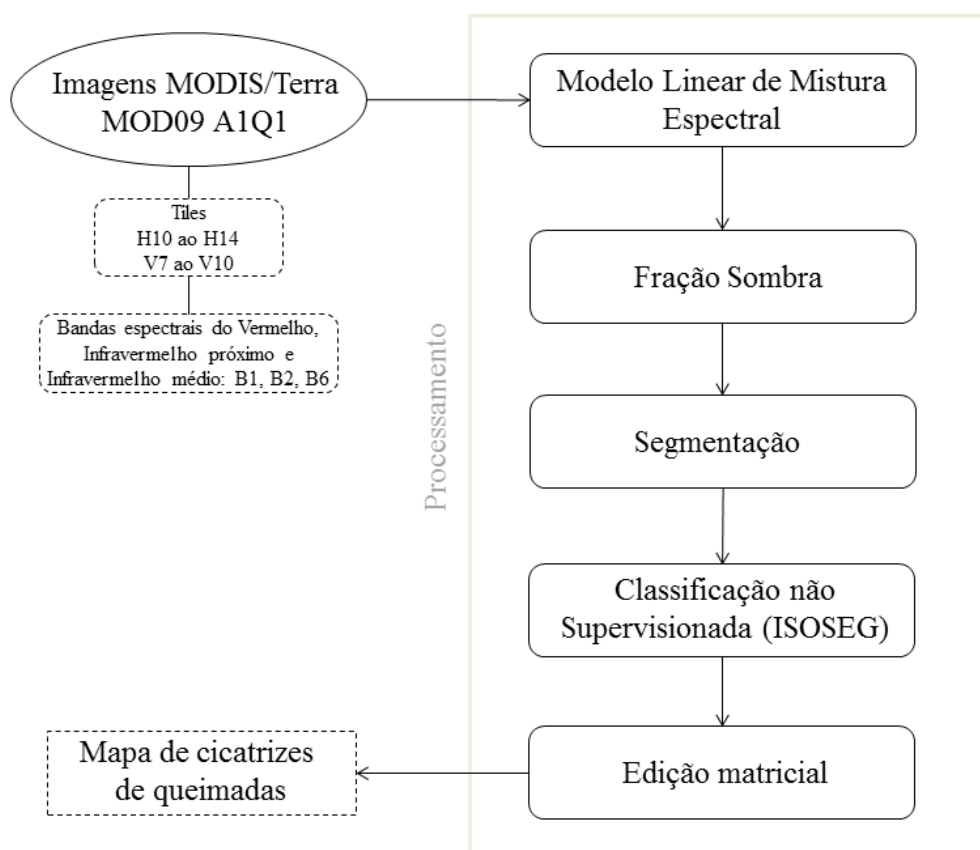 Imagens MODIS/Terra
MOD09 A1Q1
Tiles
H10 ao H14
V7 ao V10
Bandas espectrais do Vermelho,
Infravermelho próximo e
Infravermelho médio: B1, B2, B6
Processamento
Modelo Linear de Mistura
Espectral
Fração Sombra
Segmentação
Classificação não
Supervisionada (ISOSEG)
Edição matricial
Mapa de cicatrizes
de queimadas